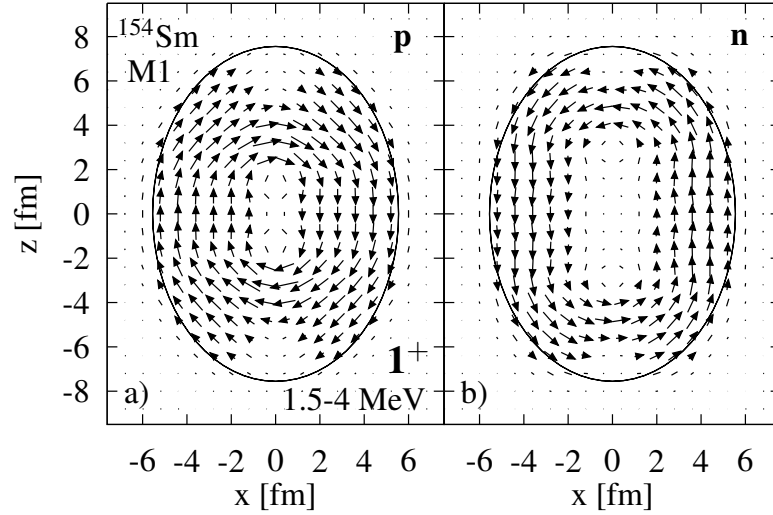 ¹⁵⁴Sm p n
M1
8
6
4
2
0
-2
-4
-6
-8
z [fm]
1⁺
a) 1.5-4 MeV b)
-6 -4 -2 0 2 4 6 -6 -4 -2 0 2 4 6
x [fm] x [fm]